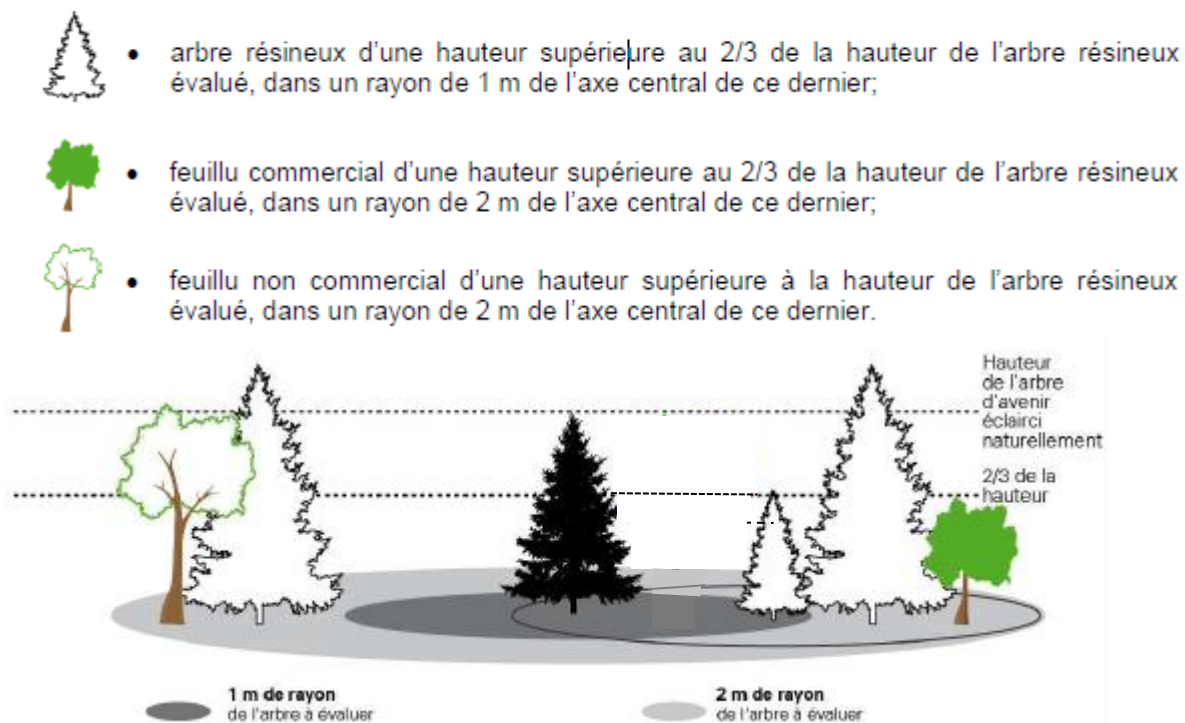 • arbre résineux d'une hauteur supérieure au 2/3 de la hauteur de l'arbre résineux
évalué, dans un rayon de 1 m de l'axe central de ce dernier;
• feuillu commercial d'une hauteur supérieure au 2/3 de la hauteur de l'arbre résineux
évalué, dans un rayon de 2 m de l'axe central de ce dernier;
• feuillu non commercial d'une hauteur supérieure à la hauteur de l'arbre résineux
évalué, dans un rayon de 2 m de l'axe central de ce dernier.
Hauteur
de l'arbre
d'avenir
éclairci
naturellement
2/3 de la
hauteur
1 m de rayon
de l'arbre à évaluer
2 m de rayon
de l'arbre à évaluer